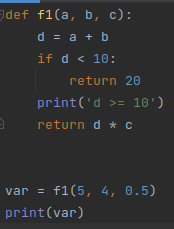 def f1(a, b, c):
    d = a + b
    if d < 10:
        return 20
    print('d >= 10')
    return d * c
var = f1(5, 4, 0.5)
print(var)